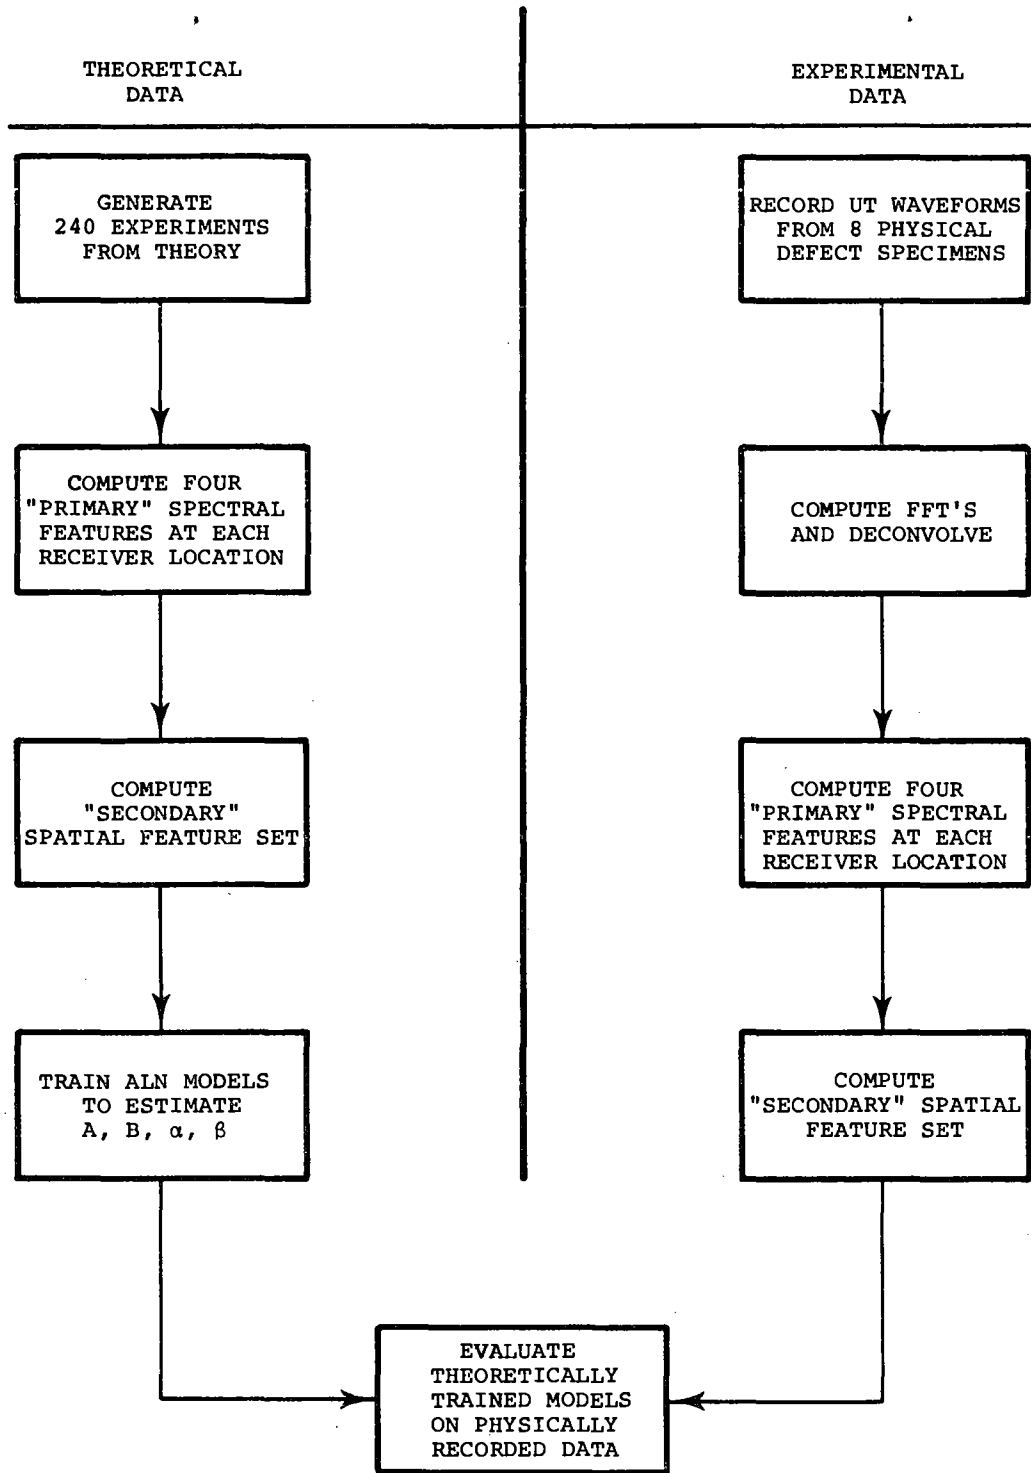 THEORETICAL
DATA
GENERATE
240 EXPERIMENTS
FROM THEORY
COMPUTE FOUR
"PRIMARY" SPECTRAL
FEATURES AT EACH
RECEIVER LOCATION
COMPUTE
"SECONDARY"
SPATIAL FEATURE SET
TRAIN ALN MODELS
TO ESTIMATE
A, B, α, β
EXPERIMENTAL
DATA
RECORD UT WAVEFORMS
FROM 8 PHYSICAL
DEFECT SPECIMENS
COMPUTE FFT'S
AND DECONVOLVE
COMPUTE FOUR
"PRIMARY" SPECTRAL
FEATURES AT EACH
RECEIVER LOCATION
COMPUTE
"SECONDARY" SPATIAL
FEATURE SET
EVALUATE
THEORETICALLY
TRAINED MODELS
ON PHYSICALLY
RECORDED DATA